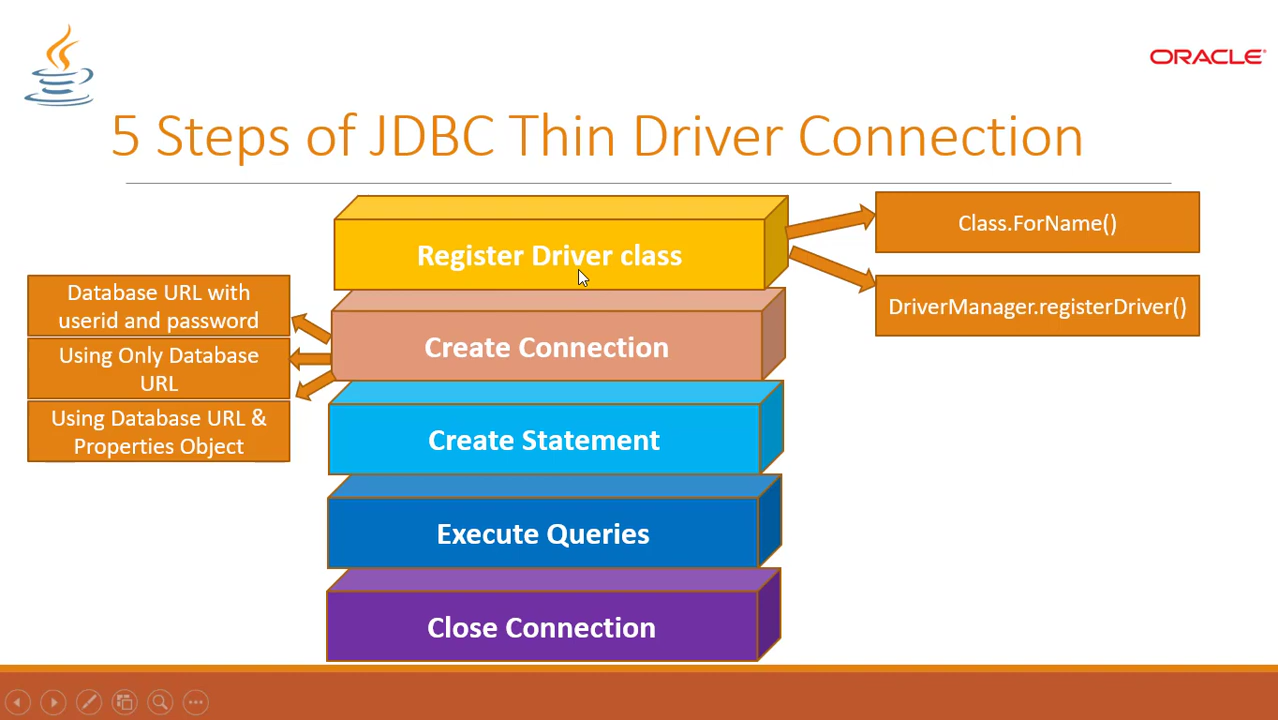 ORACLE
5 Steps of JDBC Thin Driver Connection
Register Driver class
Class.ForName()
DriverManager.registerDriver()
Database URL with
userid and password
Using Only Database
URL
Using Database URL &
Properties Object
Create Connection
Create Statement
Execute Queries
Close Connection